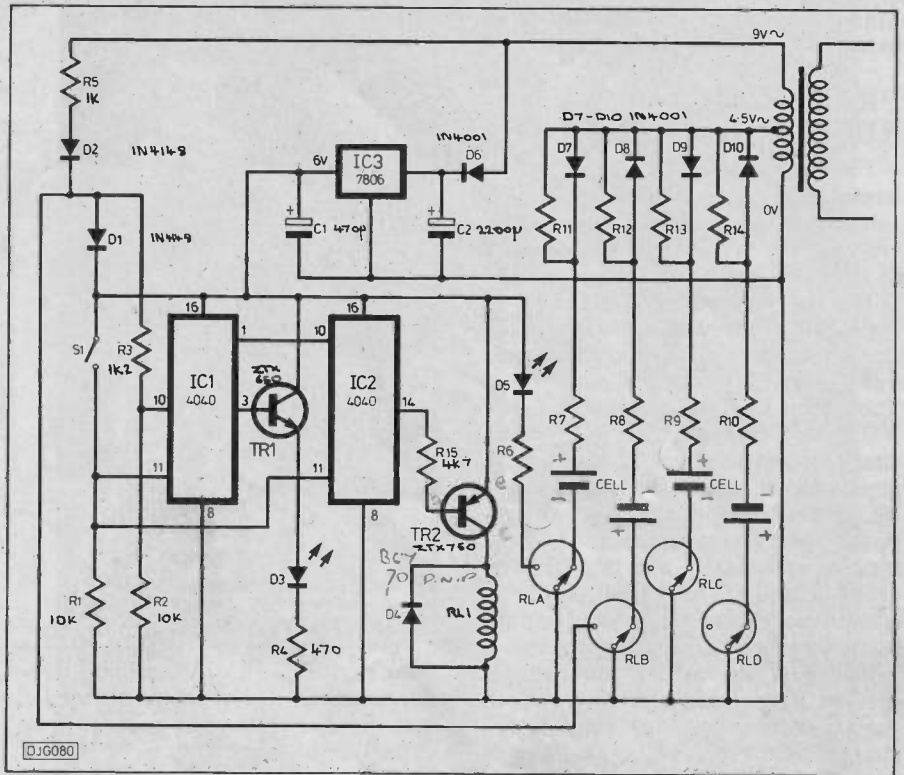 9V~
R5
1K
D2
1N4148
D7-D10 1N4001
4·5V~
6V
IC3
7806
1N4001
D6
D7
D8
D9
D10
0V
C1
470µ
C2
2200µ
R11
R12
R13
R14
D1
1N4148
16
16
S1
R3
1K2
1
10
IC1
4040
IC2
4040
ZTX
650
10
3
14
D5
TR1
R15
4K7
R6
R7
R8
R9
R10
11
11
8
8
e
c
+
CELL
-
-
+
+
CELL
-
-
+
TR2
ZTX750
BCY
70
P.N.P
RLA
RLC
R1
10K
R2
10K
D3
D4
RL1
R4
470
RLB
RLD
DJG080